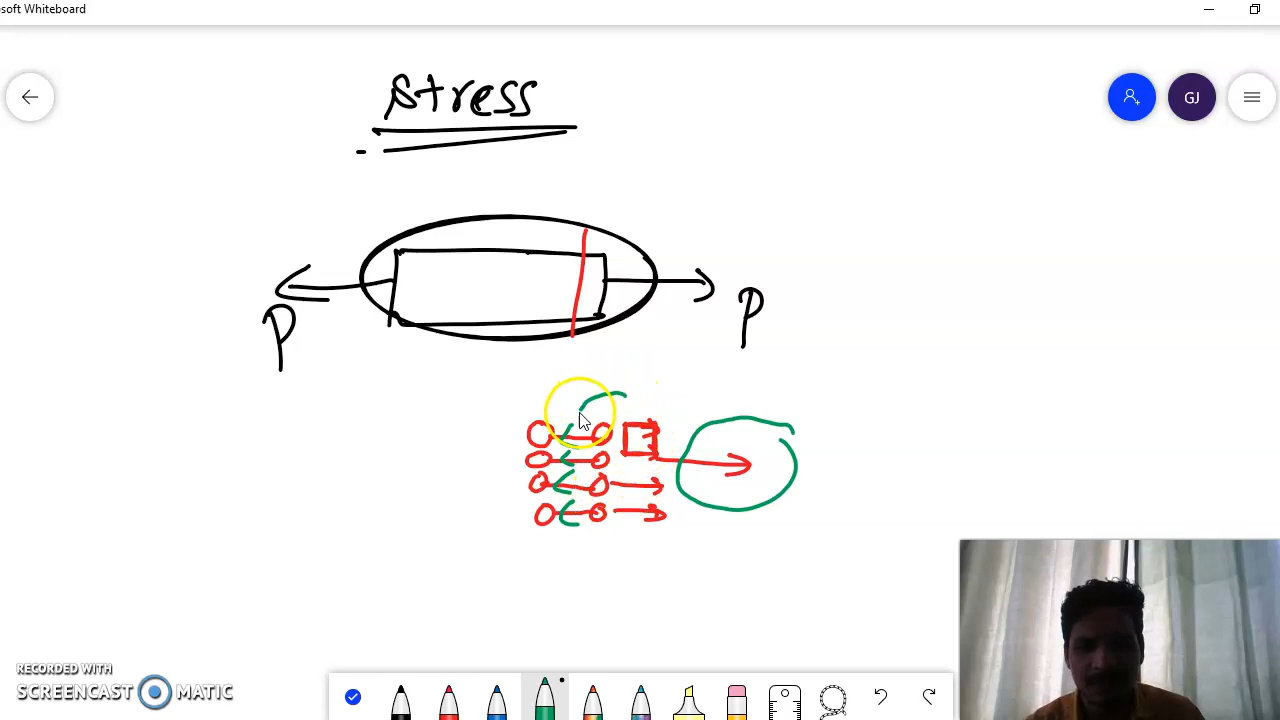 soft Whiteboard
Stress
GJ
P
P
RECORDED WITH
SCREENCAST MATIC